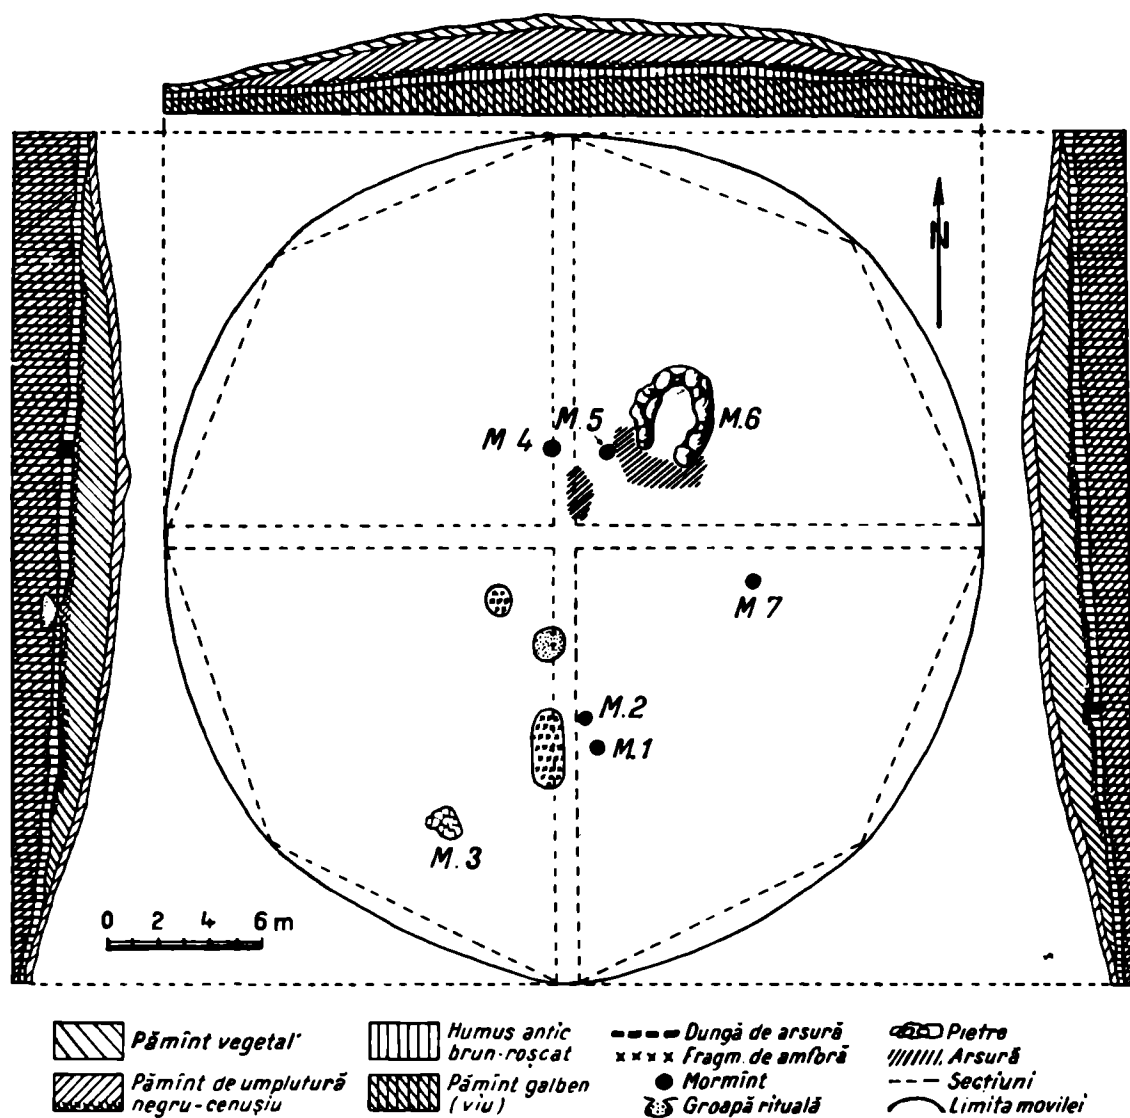 N
M 4
M.5
M.6
M 7
M.2
M.1
M.3
0 2 4 6 m
Pămînt vegetal
Humus antic
brun-roșcat
Dungă de arsură
Fragm. de amforă
Pietre
Arsură
Pămînt de umplutură
negru-cenușiu
Pămînt galben
(viu)
Mormînt
Groapă rituală
Sectiuni
Limita movilei